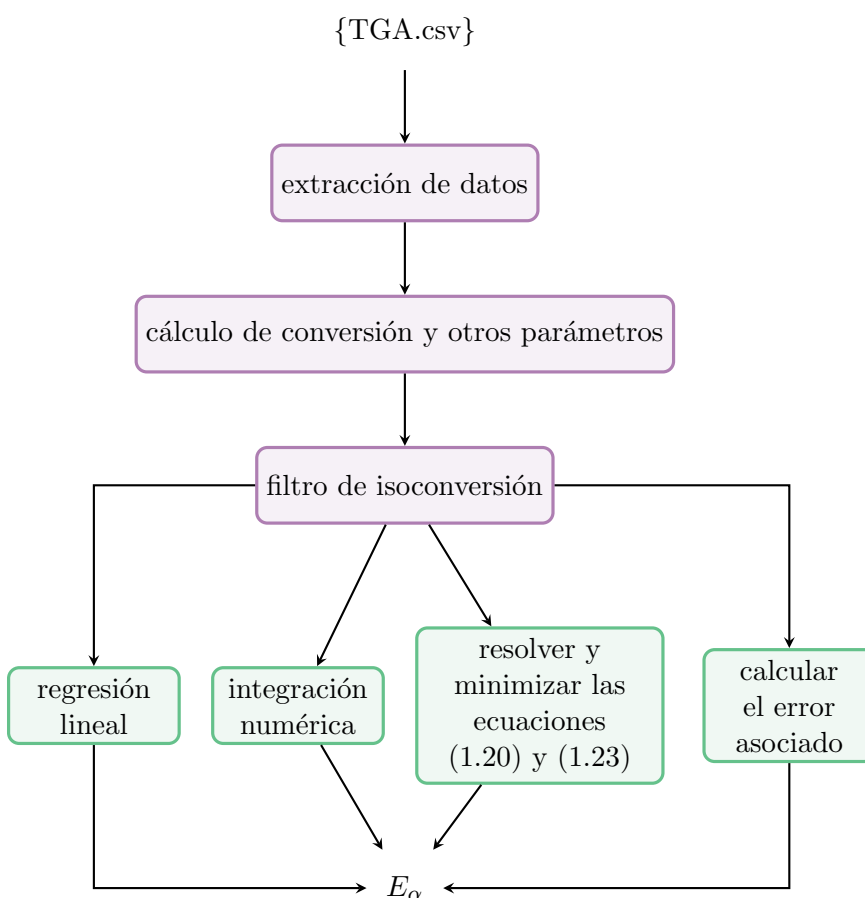 {TGA.csv}
extracción de datos
cálculo de conversión y otros parámetros
filtro de isoconversión
regresión
lineal
integración
numérica
resolver y
minimizar las
ecuaciones
(1.20) y (1.23)
calcular
el error
asociado
E_α